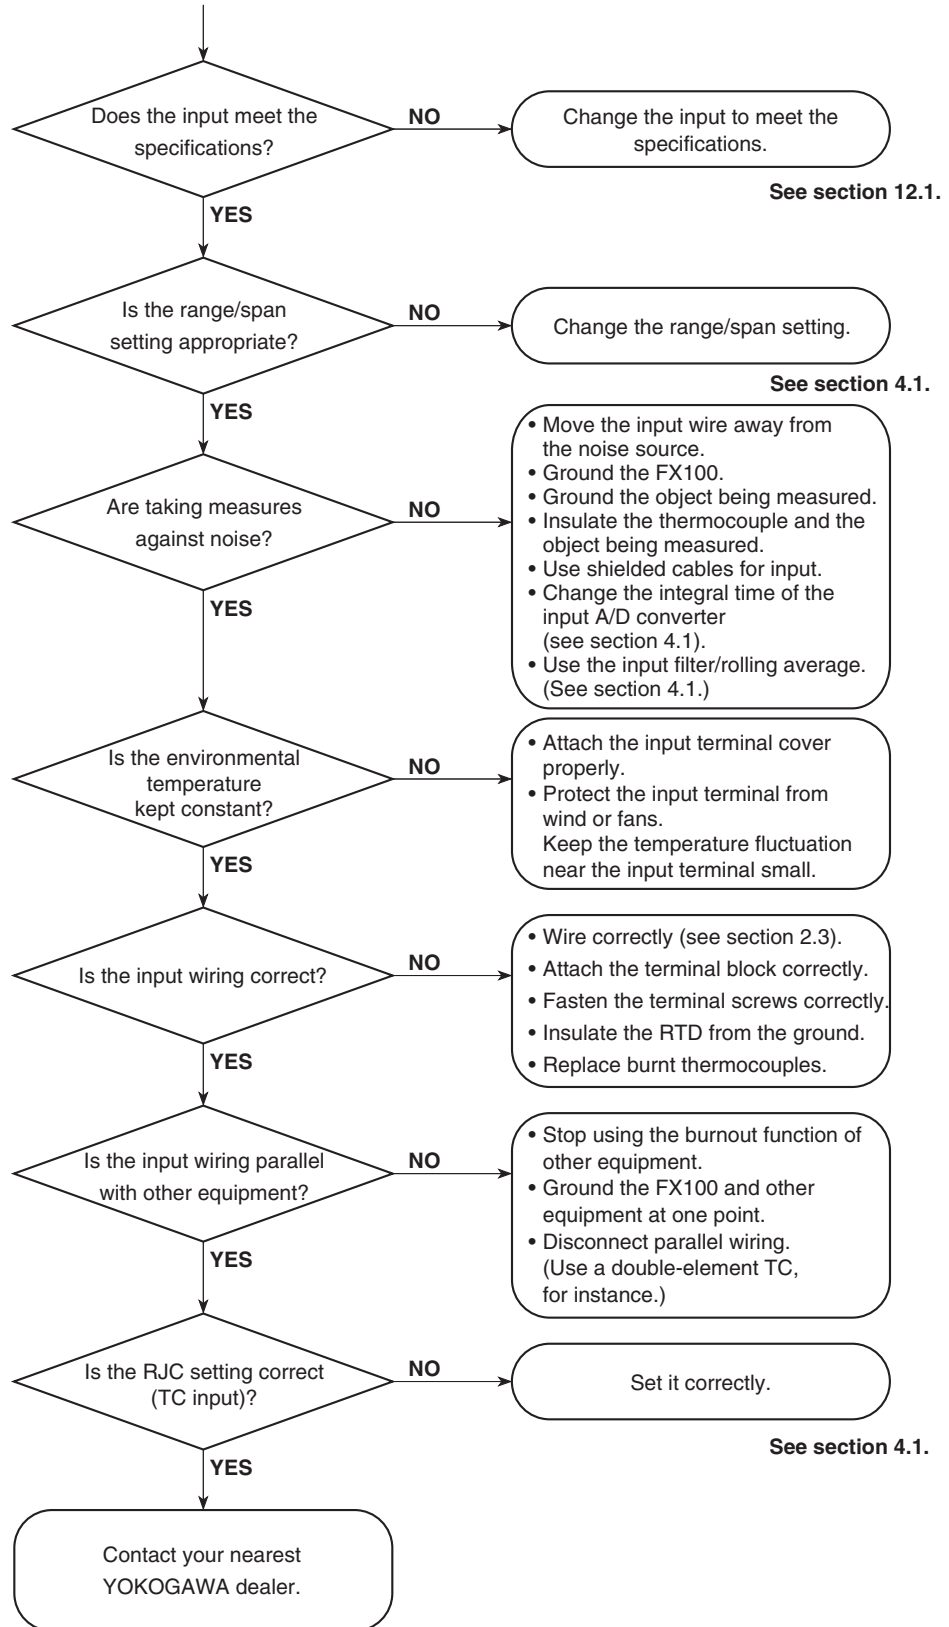 Does the input meet the
specifications?
NO
Change the input to meet the
specifications.
See section 12.1.
YES
Is the range/span
setting appropriate?
NO
Change the range/span setting.
See section 4.1.
YES
Are taking measures
against noise?
NO
• Move the input wire away from
the noise source.
• Ground the FX100.
• Ground the object being measured.
• Insulate the thermocouple and the
object being measured.
• Use shielded cables for input.
• Change the integral time of the
input A/D converter
(see section 4.1).
• Use the input filter/rolling average.
(See section 4.1.)
YES
Is the environmental
temperature
kept constant?
NO
• Attach the input terminal cover
properly.
• Protect the input terminal from
wind or fans.
Keep the temperature fluctuation
near the input terminal small.
YES
Is the input wiring correct?
NO
• Wire correctly (see section 2.3).
• Attach the terminal block correctly.
• Fasten the terminal screws correctly.
• Insulate the RTD from the ground.
• Replace burnt thermocouples.
YES
Is the input wiring parallel
with other equipment?
NO
• Stop using the burnout function of
other equipment.
• Ground the FX100 and other
equipment at one point.
• Disconnect parallel wiring.
(Use a double-element TC,
for instance.)
YES
Is the RJC setting correct
(TC input)?
NO
Set it correctly.
See section 4.1.
YES
Contact your nearest
YOKOGAWA dealer.